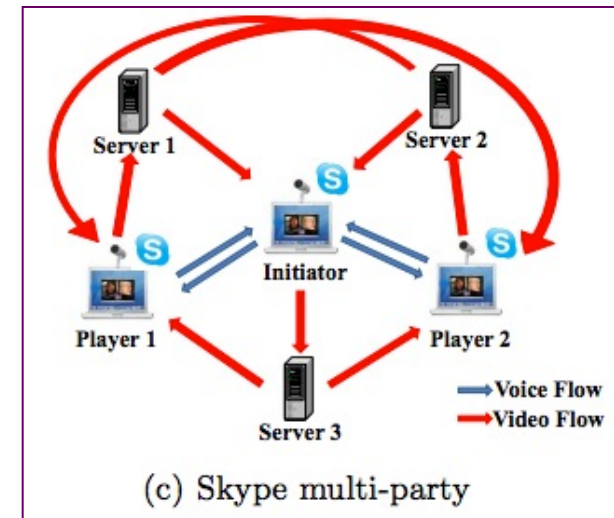 Server 1
Server 2
S
S
S
Initiator
Player 1
Player 2
Server 3
Voice Flow
Video Flow
(c) Skype multi-party